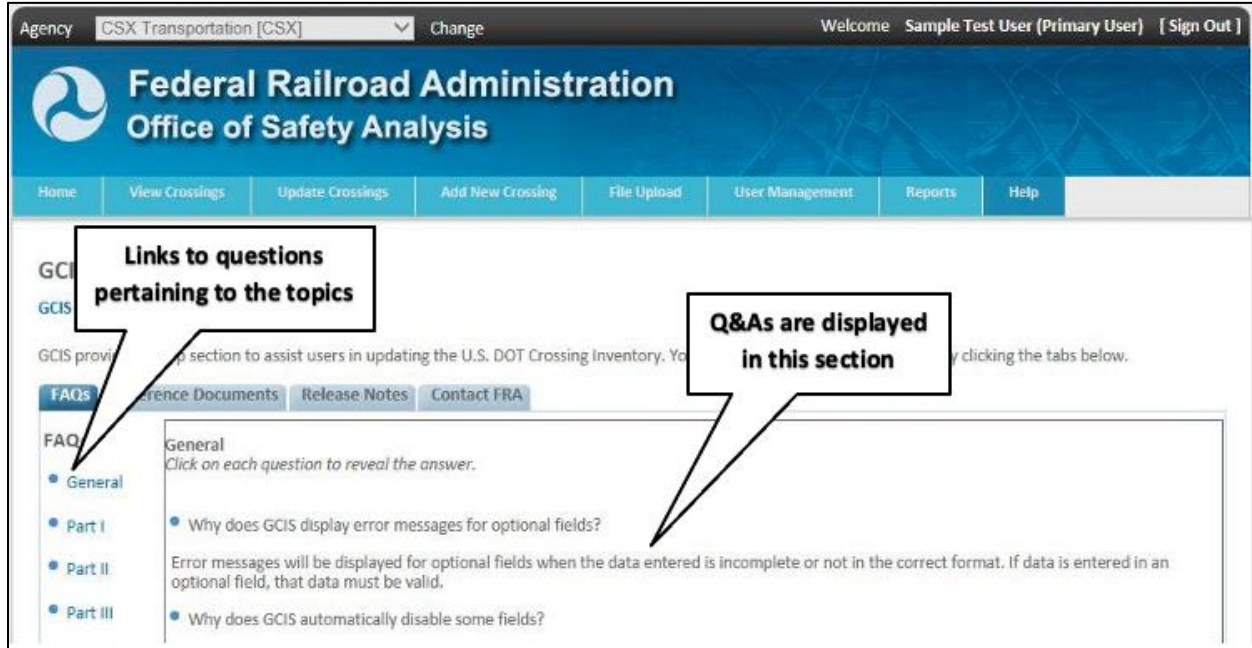 Agency CSX Transportation [CSX] Change Welcome Sample Test User (Primary User) [ Sign Out ]
Federal Railroad Administration
Office of Safety Analysis
Home View Crossings Update Crossings Add New Crossing File Upload User Management Reports Help
Links to questions
pertaining to the topics
GCI
GCIS
Q&As are displayed
in this section
GCIS provi p section to assist users in updating the U.S. DOT Crossing Inventory. Yo y clicking the tabs below.
FAQs erence Documents Release Notes Contact FRA
FAQ
General
Click on each question to reveal the answer.
General
Part I
Part II
Part III
Why does GCIS display error messages for optional fields?
Error messages will be displayed for optional fields when the data entered is incomplete or not in the correct format. If data is entered in an
optional field, that data must be valid.
Why does GCIS automatically disable some fields?